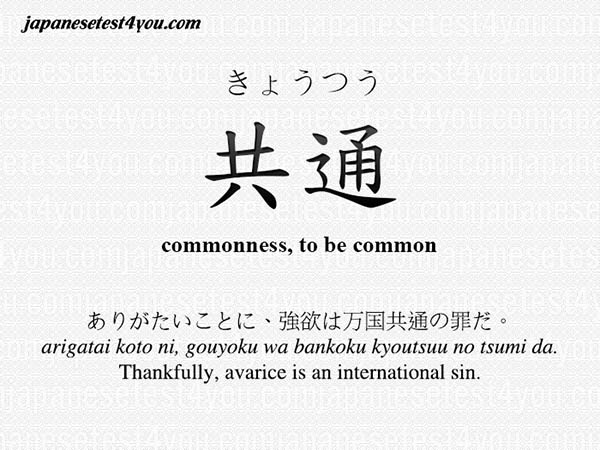 japanesetest4you.com
きょうつう
共通
commonness, to be common
ありがたいことに、強欲は万国共通の罪だ。
arigatai koto ni, gouyoku wa bankoku kyoutsuu no tsumi da.
Thankfully, avarice is an international sin.